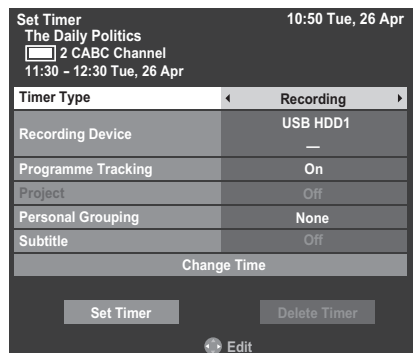 Set Timer 10:50 Tue, 26 Apr
The Daily Politics
2 CABC Channel
11:30 - 12:30 Tue, 26 Apr
Timer Type Recording
Recording Device USB HDD1
—
Programme Tracking On
Project Off
Personal Grouping None
Subtitle Off
Change Time
Set Timer Delete Timer
Edit